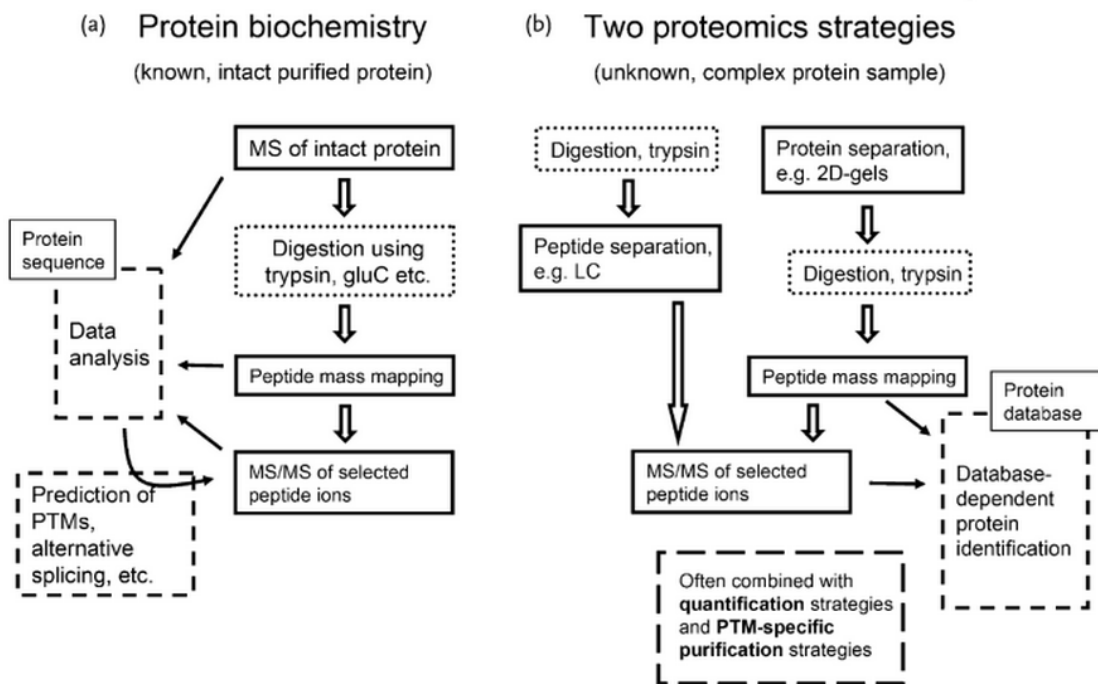 (a) Protein biochemistry
(known, intact purified protein)
MS of intact protein
Protein
sequence
Digestion using
trypsin, gluC etc.
Data
analysis
Peptide mass mapping
MS/MS of selected
peptide ions
Prediction of
PTMs,
alternative
splicing, etc.
(b) Two proteomics strategies
(unknown, complex protein sample)
Digestion, trypsin
Peptide separation,
e.g. LC
Protein separation,
e.g. 2D-gels
Digestion, trypsin
Peptide mass mapping
Protein
database
MS/MS of selected
peptide ions
Database-
dependent
protein
identification
Often combined with
quantification strategies
and PTM-specific
purification strategies